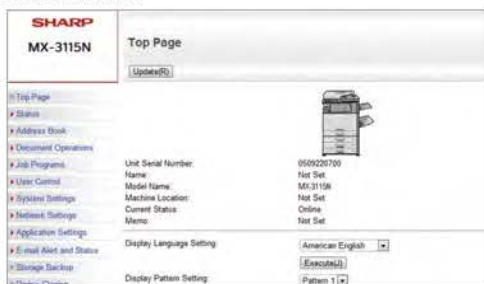 SHARP
MX-3115N
Top Page
Update(R)
Top Page
Status
Address Book
Document Operations
Job Programs
User Control
System Settings
Network Settings
Application Settings
E-mail Alert and Status
Storage Backup
Unit Serial Number: 0509220700
Name: Not Set
Model Name: MX-3115N
Machine Location: Not Set
Current Status: Online
Memo: Not Set
Display Language Setting: American English
Execute(J)
Display Pattern Setting: Pattern 1